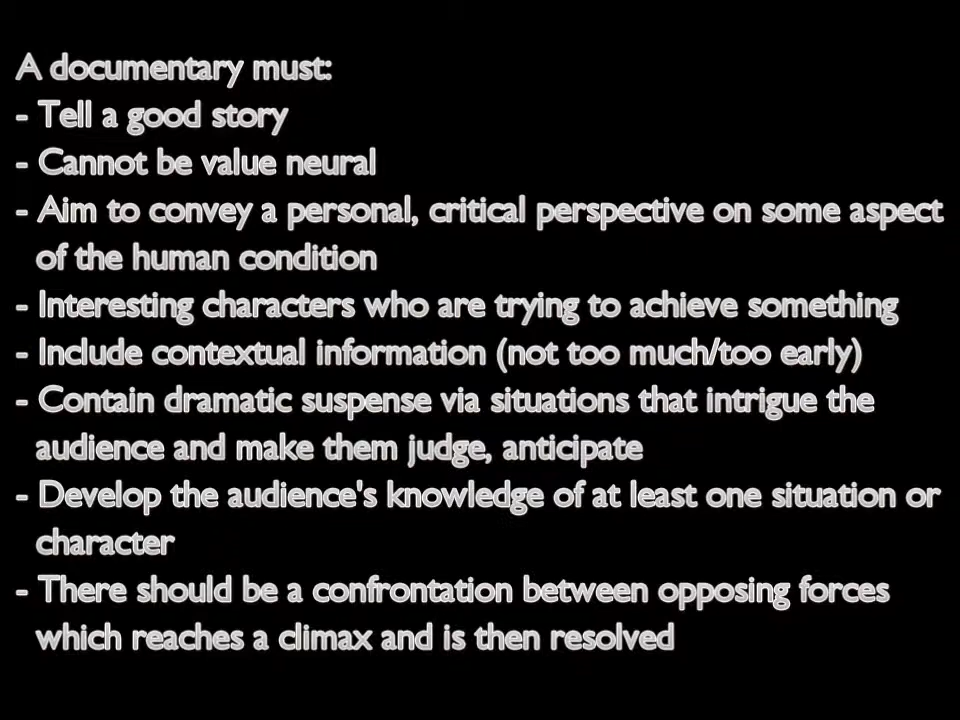 A documentary must:
- Tell a good story
- Cannot be value neural
- Aim to convey a personal, critical perspective on some aspect
of the human condition
- Interesting characters who are trying to achieve something
- Include contextual information (not too much/too early)
- Contain dramatic suspense via situations that intrigue the
audience and make them judge, anticipate
- Develop the audience's knowledge of at least one situation or
character
- There should be a confrontation between opposing forces
which reaches a climax and is then resolved